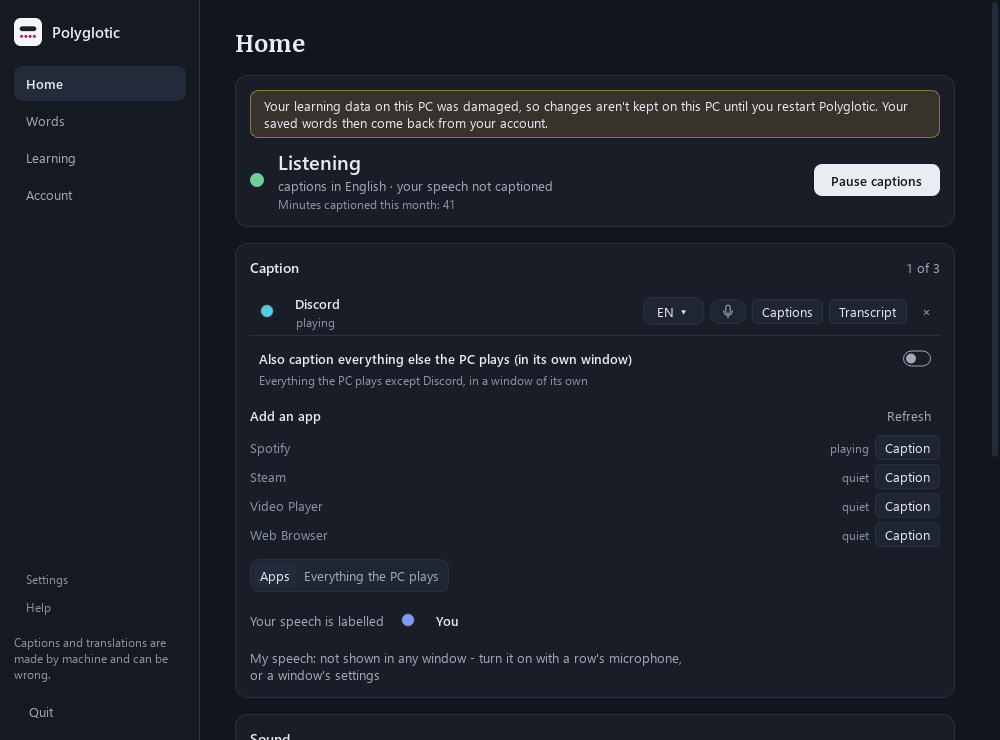 Polyglotic
Home
Words
Learning
Account
Settings
Help
Captions and translations are
made by machine and can be
wrong.
Quit
Home
Your learning data on this PC was damaged, so changes aren't kept on this PC until you restart Polyglotic. Your
saved words then come back from your account.
Listening
captions in English · your speech not captioned
Minutes captioned this month: 41
Pause captions
Caption
1 of 3
Discord
playing
EN ▾
Captions
Transcript
×
Also caption everything else the PC plays (in its own window)
Everything the PC plays except Discord, in a window of its own
Add an app
Refresh
Spotify
playing
Caption
Steam
quiet
Caption
Video Player
quiet
Caption
Web Browser
quiet
Caption
Apps
Everything the PC plays
Your speech is labelled
You
My speech: not shown in any window - turn it on with a row's microphone,
or a window's settings
Sound